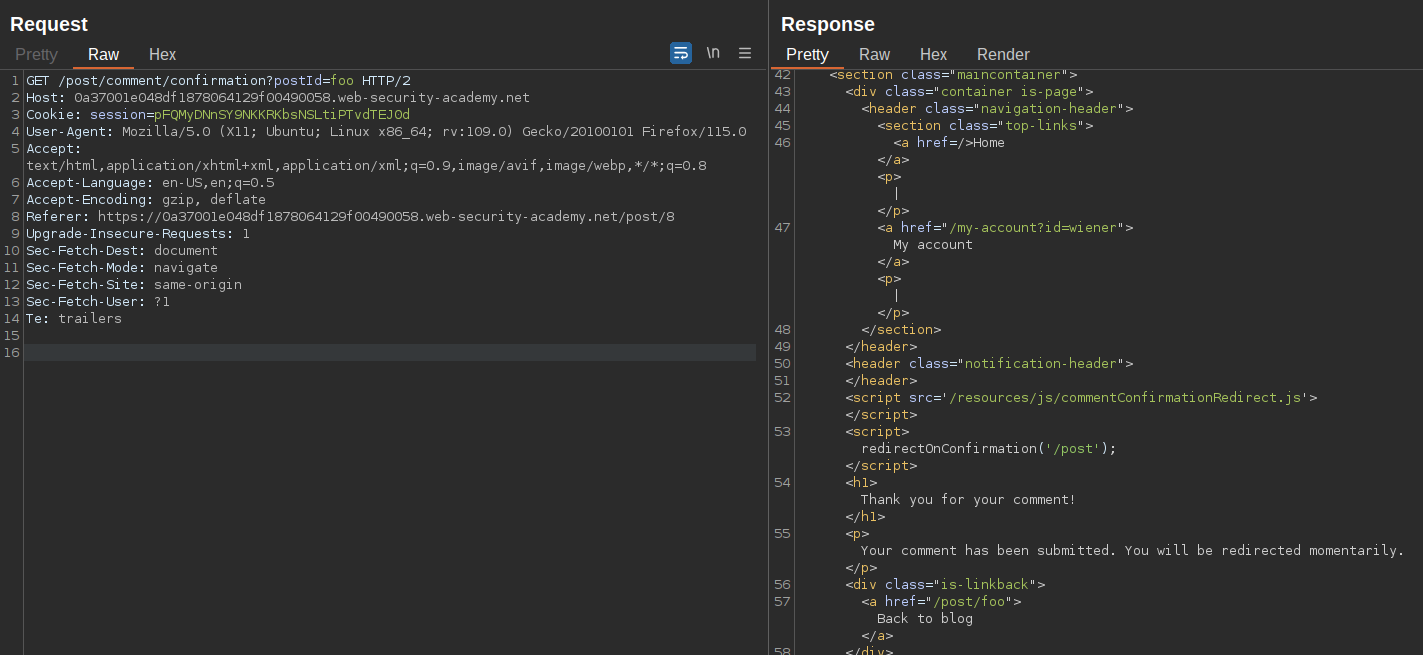 Request
Pretty Raw Hex
\n
1 GET /post/comment/confirmation?postId=foo HTTP/2
2 Host: 0a37001e048df1878064129f00490058.web-security-academy.net
3 Cookie: session=pFQMyDNnSY9NKKRKbsNSLtiPTvdTEJ0d
4 User-Agent: Mozilla/5.0 (X11; Ubuntu; Linux x86_64; rv:109.0) Gecko/20100101 Firefox/115.0
5 Accept:
text/html,application/xhtml+xml,application/xml;q=0.9,image/avif,image/webp,*/*;q=0.8
6 Accept-Language: en-US,en;q=0.5
7 Accept-Encoding: gzip, deflate
8 Referer: https://0a37001e048df1878064129f00490058.web-security-academy.net/post/8
9 Upgrade-Insecure-Requests: 1
10 Sec-Fetch-Dest: document
11 Sec-Fetch-Mode: navigate
12 Sec-Fetch-Site: same-origin
13 Sec-Fetch-User: ?1
14 Te: trailers
15
16
Response
Pretty Raw Hex Render
42 <section class="maincontainer">
43 <div class="container is-page">
44 <header class="navigation-header">
45 <section class="top-links">
46 <a href=/>Home
</a>
<p>
|
</p>
47 <a href="/my-account?id=wiener">
My account
</a>
<p>
|
</p>
48 </section>
49 </header>
50 <header class="notification-header">
51 </header>
52 <script src='/resources/js/commentConfirmationRedirect.js'>
</script>
53 <script>
redirectOnConfirmation('/post');
</script>
54 <h1>
Thank you for your comment!
</h1>
55 <p>
Your comment has been submitted. You will be redirected momentarily.
</p>
56 <div class="is-linkback">
57 <a href="/post/foo">
Back to blog
</a>
58 </div>